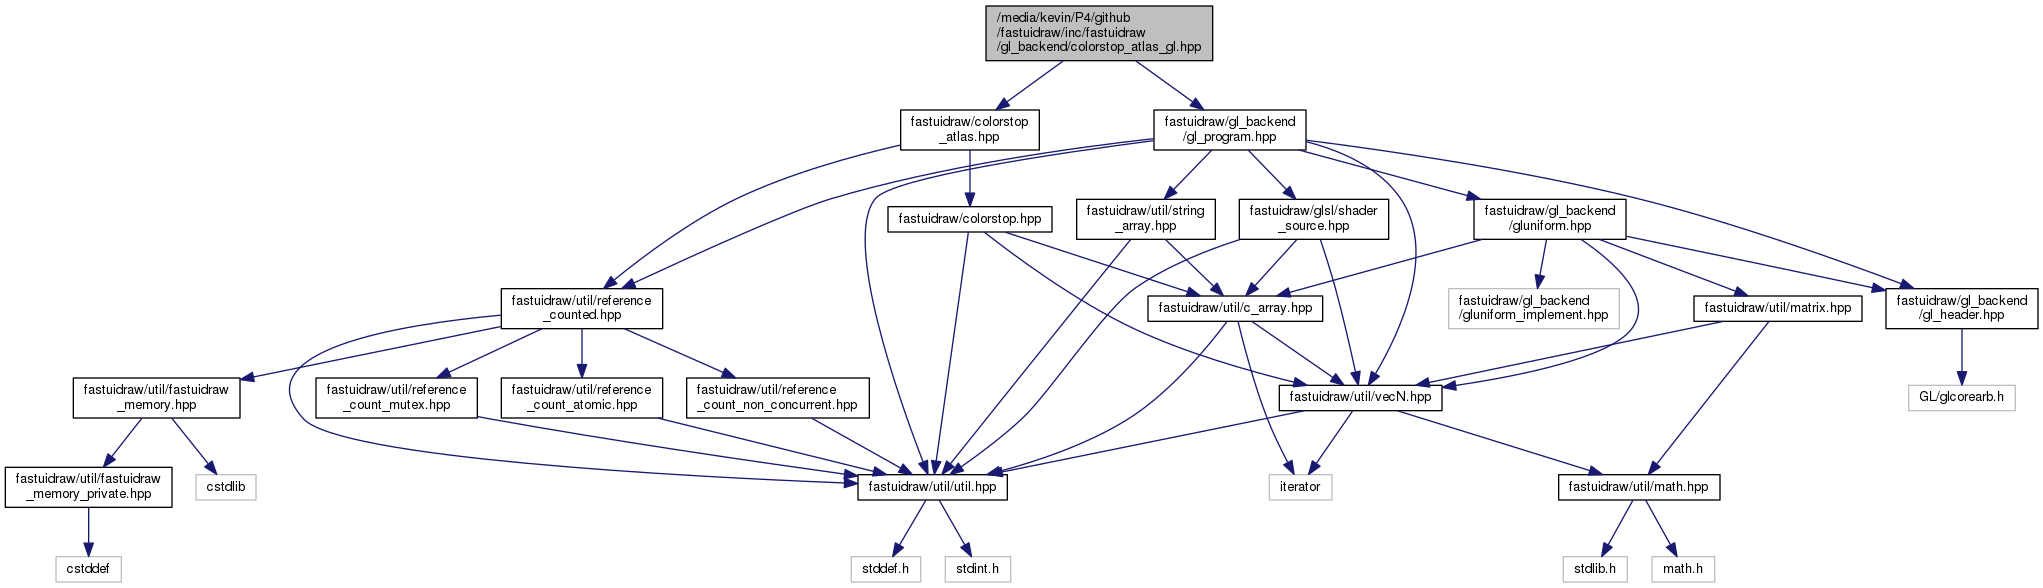 /media/kevin/P4/github
/fastuidraw/inc/fastuidraw
/gl_backend/colorstop_atlas_gl.hpp
fastuidraw/colorstop
_atlas.hpp
fastuidraw/gl_backend
/gl_program.hpp
fastuidraw/colorstop.hpp
fastuidraw/util/string
_array.hpp
fastuidraw/glsl/shader
_source.hpp
fastuidraw/gl_backend
/gluniform.hpp
fastuidraw/util/reference
_counted.hpp
fastuidraw/util/c_array.hpp
fastuidraw/gl_backend
/gluniform_implement.hpp
fastuidraw/util/matrix.hpp
fastuidraw/gl_backend
/gl_header.hpp
fastuidraw/util/fastuidraw
_memory.hpp
fastuidraw/util/reference
_count_mutex.hpp
fastuidraw/util/reference
_count_atomic.hpp
fastuidraw/util/reference
_count_non_concurrent.hpp
fastuidraw/util/vecN.hpp
GL/glcorearb.h
fastuidraw/util/fastuidraw
_memory_private.hpp
cstdlib
fastuidraw/util/util.hpp
iterator
fastuidraw/util/math.hpp
cstddef
stddef.h
stdint.h
stdlib.h
math.h